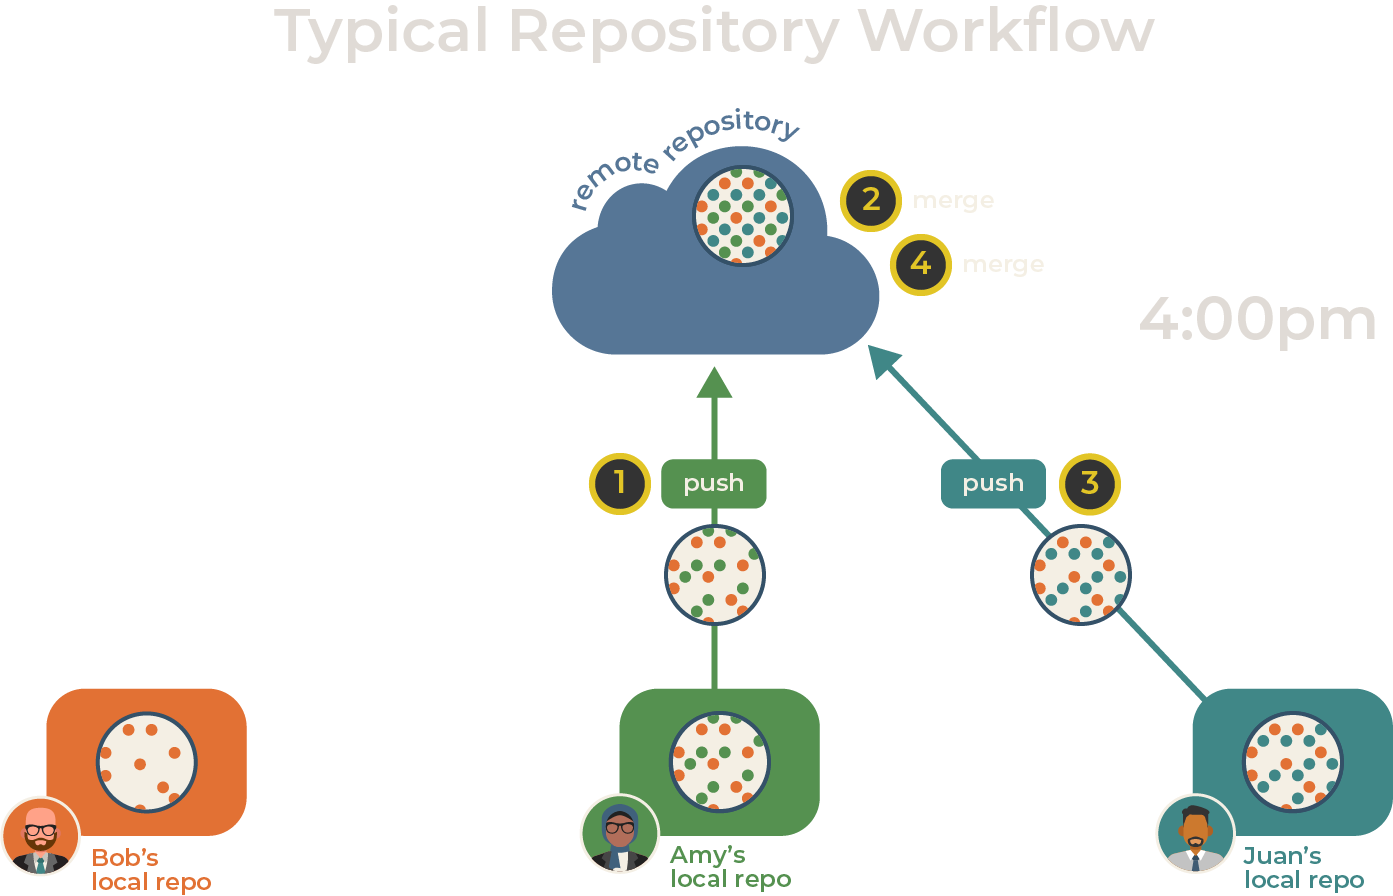 Typical Repository Workflow
remote repository
2 merge
4 merge
4:00pm
1 push
push 3
Bob's
local repo
Amy's
local repo
Juan's
local repo